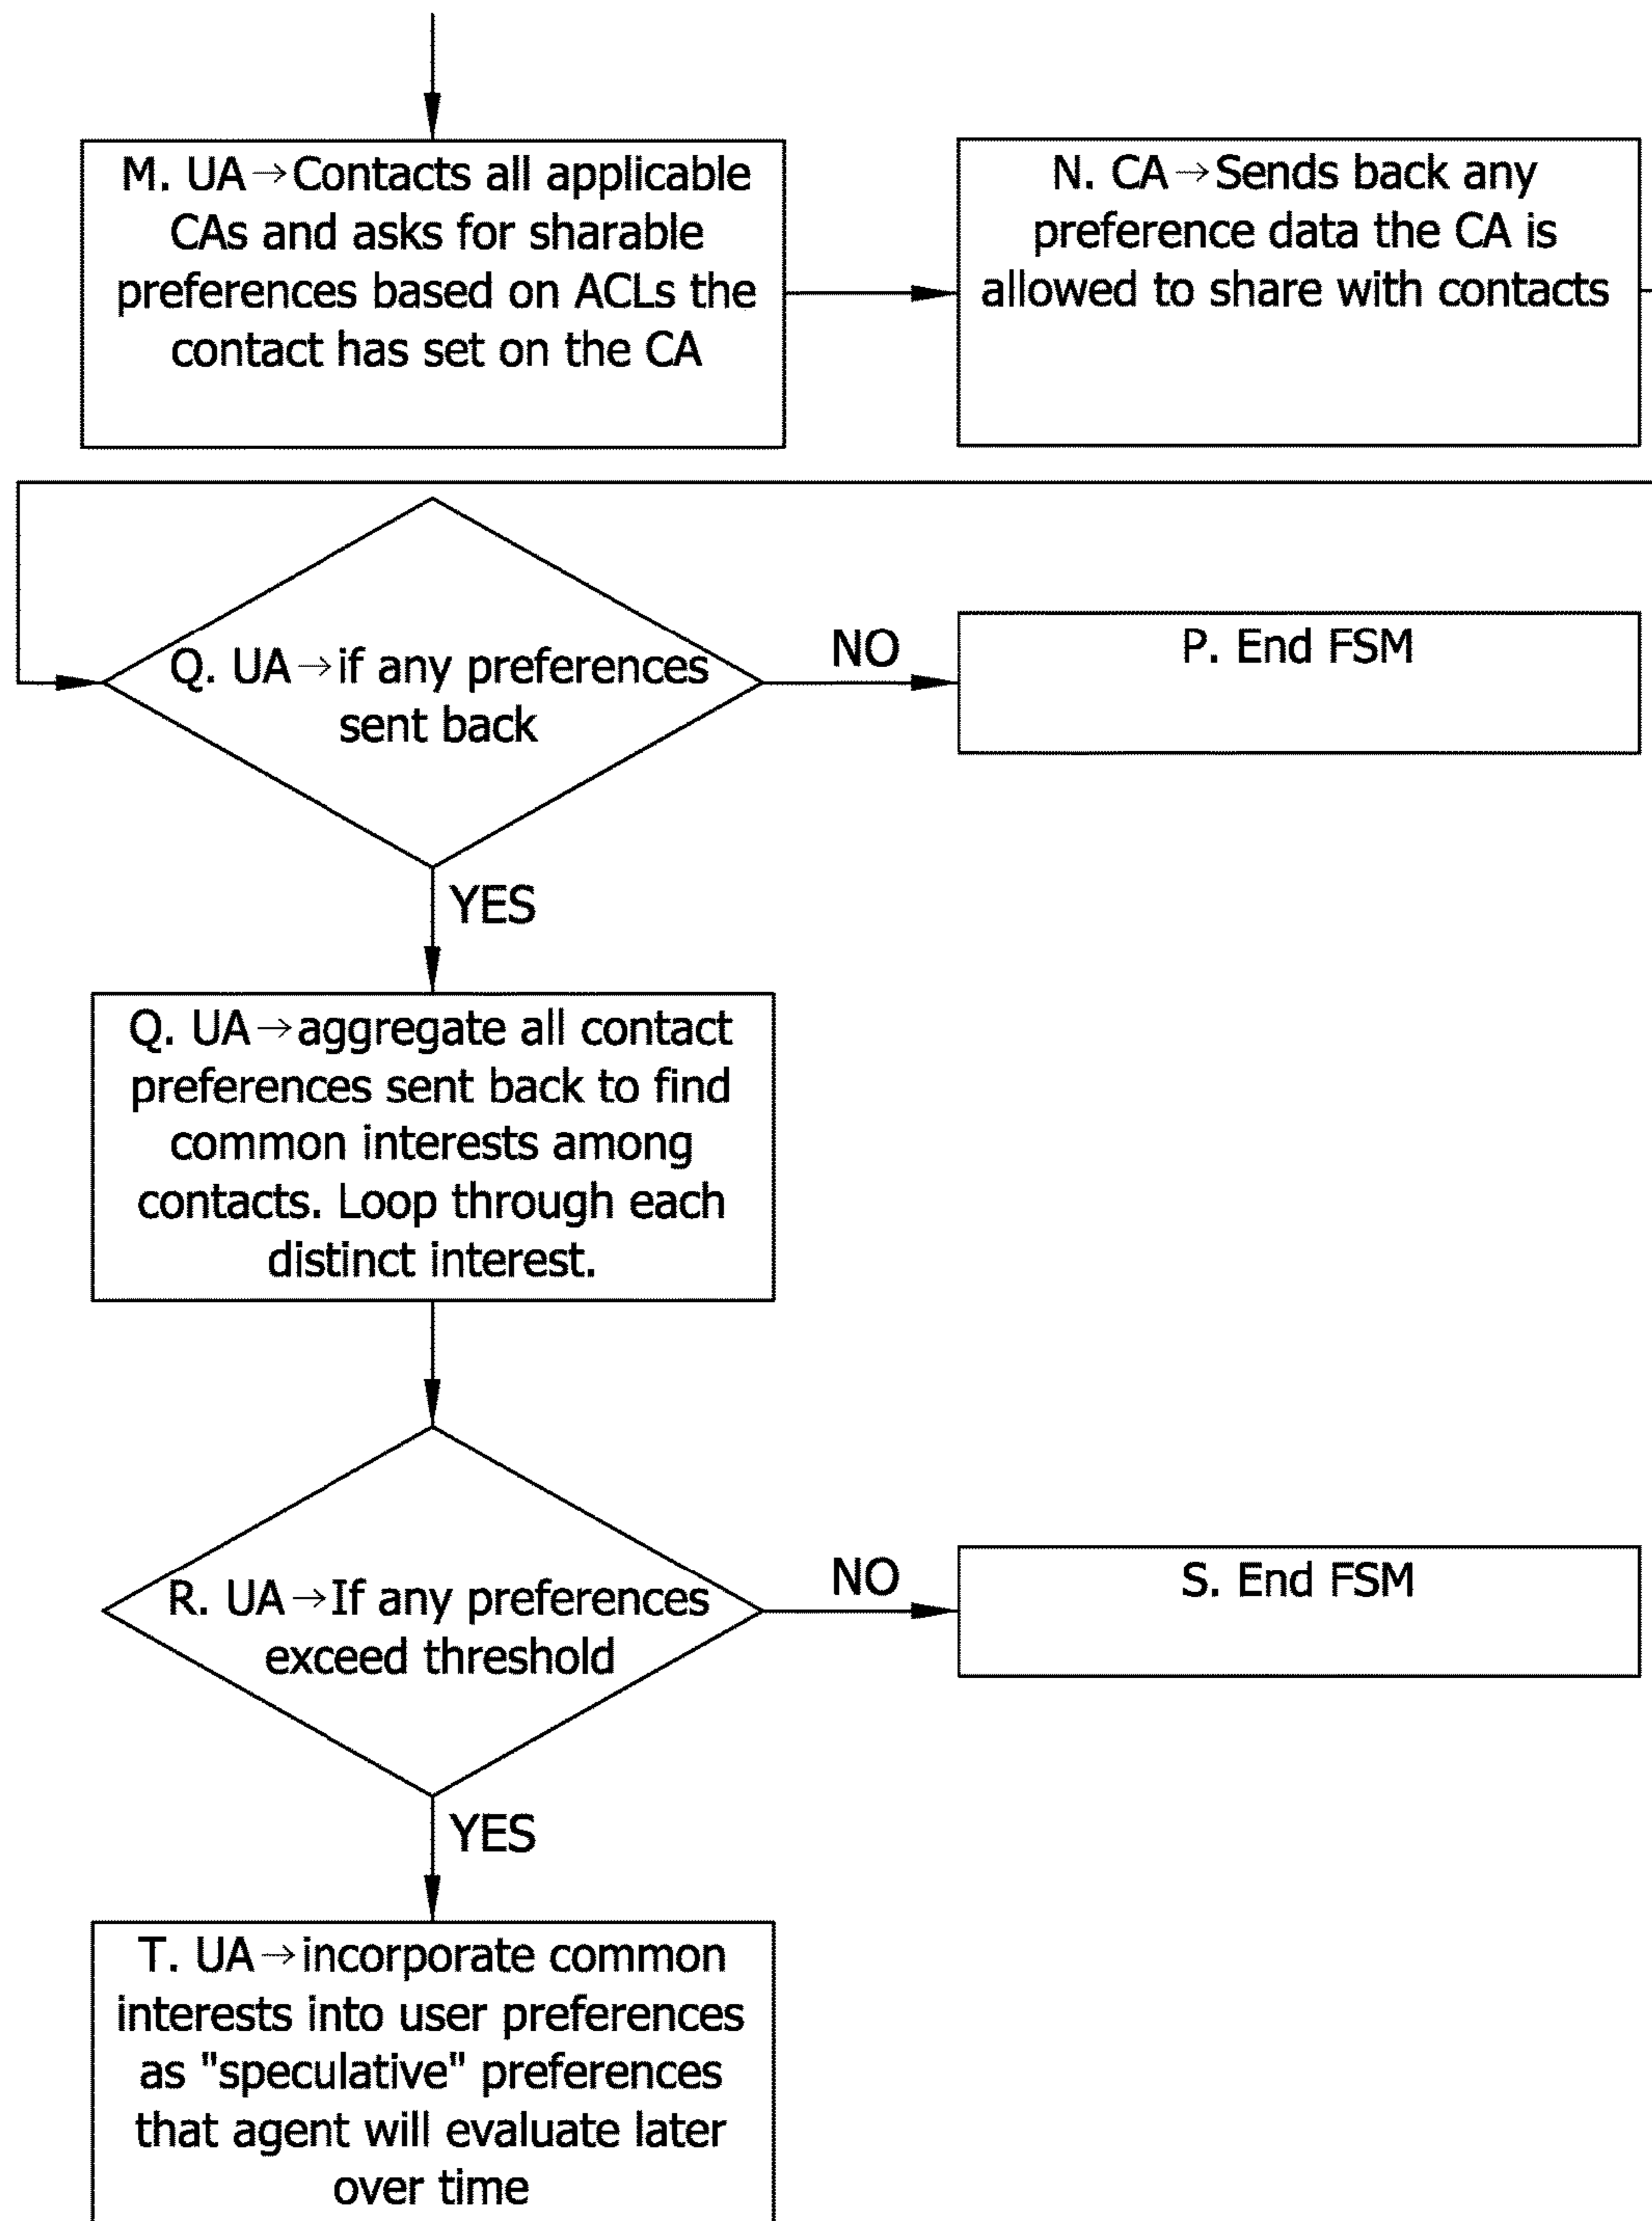 M. UA→Contacts all applicable
CAs and asks for sharable
preferences based on ACLs the
contact has set on the CA
N. CA→Sends back any
preference data the CA is
allowed to share with contacts
Q. UA→if any preferences
sent back
NO
P. End FSM
YES
Q. UA→aggregate all contact
preferences sent back to find
common interests among
contacts. Loop through each
distinct interest.
R. UA→If any preferences
exceed threshold
NO
S. End FSM
YES
T. UA→incorporate common
interests into user preferences
as "speculative" preferences
that agent will evaluate later
over time